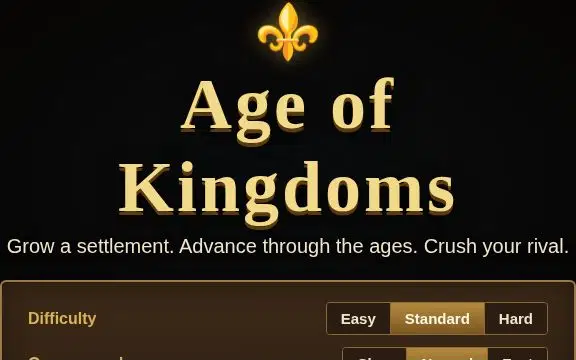 Age of
Kingdoms
Grow a settlement. Advance through the ages. Crush your rival.
Difficulty
Easy Standard Hard